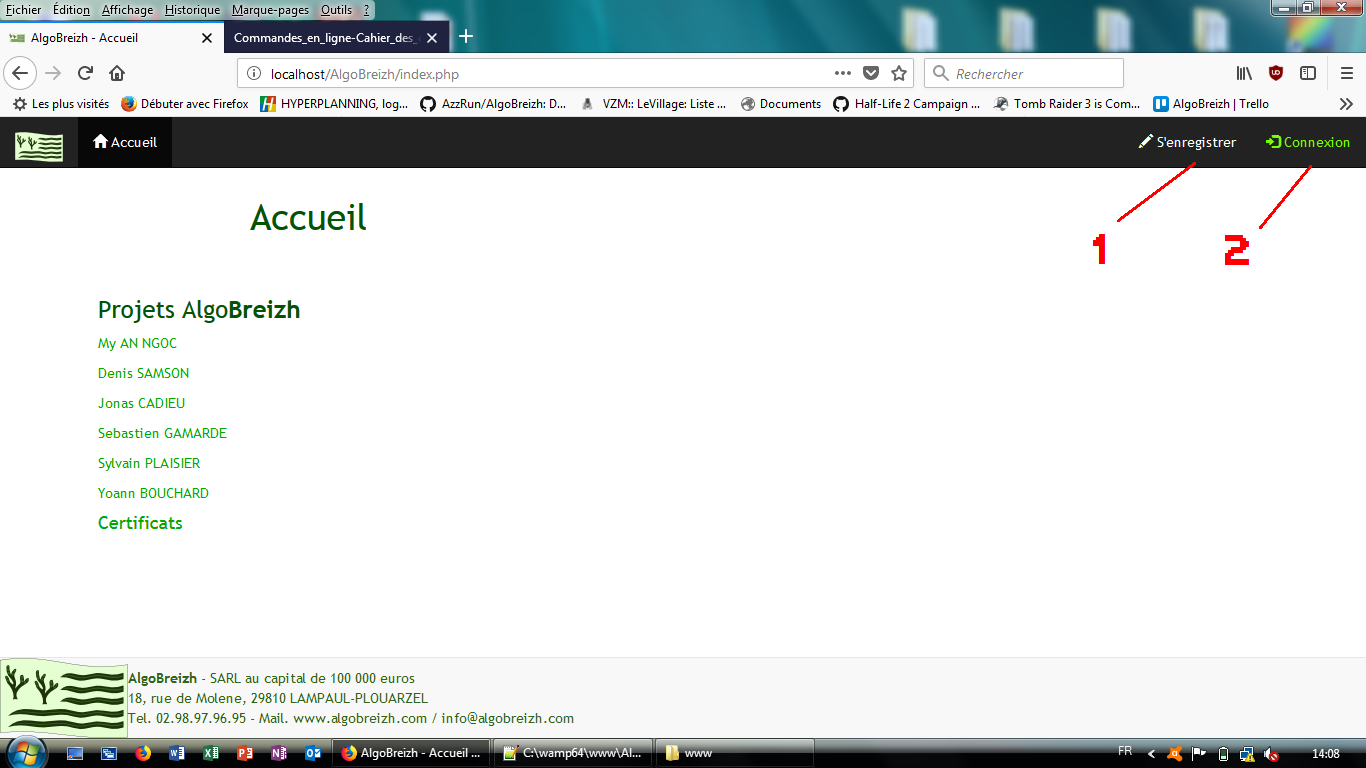 Fichier Édition Affichage Historique Marque-pages Outils ?
AlgoBreizh - Accueil Commandes_en_ligne-Cahier_des_
localhost/AlgoBreizh/index.php Rechercher
Les plus visités Débuter avec Firefox HYPERPLANNING, log... AzzRun/AlgoBreizh: D... VZM:: LeVillage: Liste ... Documents Half-Life 2 Campaign ... Tomb Raider 3 is Com... AlgoBreizh | Trello
Accueil S'enregistrer Connexion
Accueil
1 2
Projets AlgoBreizh
My AN NGOC
Denis SAMSON
Jonas CADIEU
Sebastien GAMARDE
Sylvain PLAISIER
Yoann BOUCHARD
Certificats
AlgoBreizh - SARL au capital de 100 000 euros
18, rue de Molene, 29810 LAMPAUL-PLOUARZEL
Tel. 02.98.97.96.95 - Mail. www.algobreizh.com / info@algobreizh.com
AlgoBreizh - Accueil ... C:\wamp64\www\Al... www FR 14:08